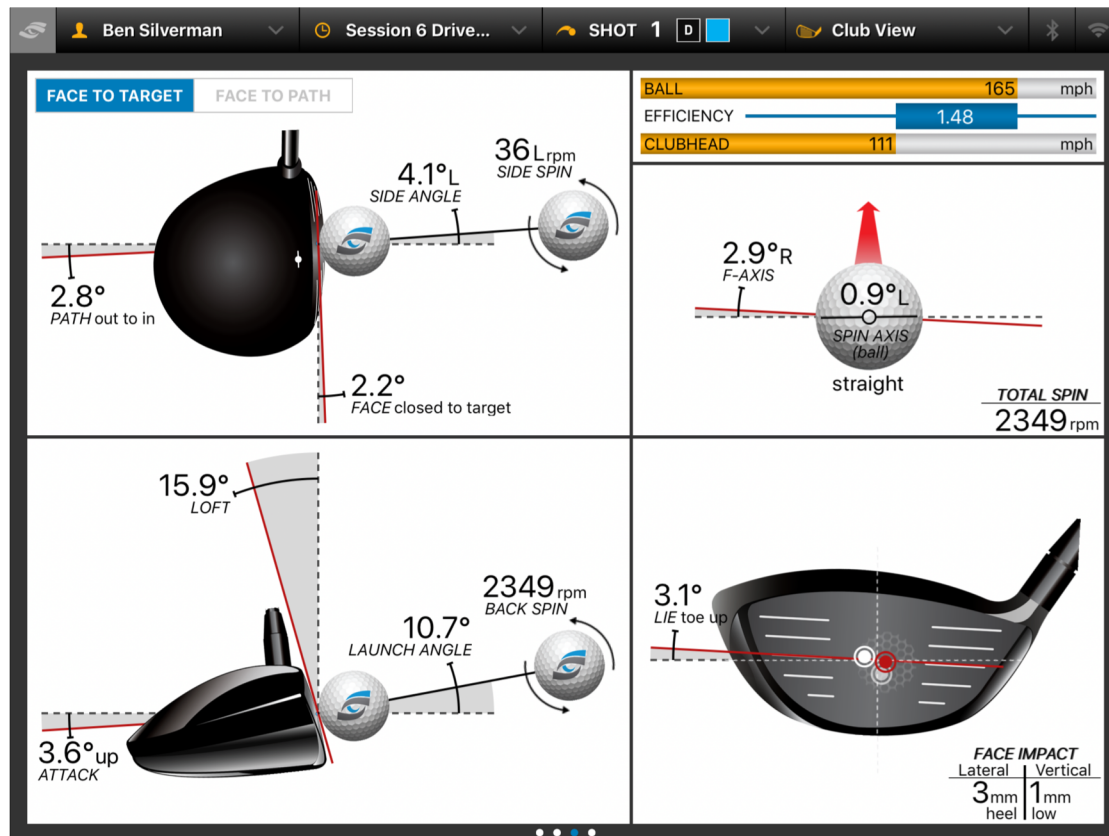 Ben Silverman
Session 6 Drive...
SHOT 1 D
Club View
FACE TO TARGET
FACE TO PATH
36 L rpm
SIDE SPIN
4.1° L
SIDE ANGLE
2.8°
PATH out to in
2.2°
FACE closed to target
BALL 165 mph
EFFICIENCY 1.48
CLUBHEAD 111 mph
2.9° R
F-AXIS
0.9° L
SPIN AXIS
(ball)
straight
TOTAL SPIN
2349 rpm
15.9°
LOFT
2349 rpm
BACK SPIN
10.7°
LAUNCH ANGLE
3.6° up
ATTACK
3.1°
LIE toe up
FACE IMPACT
Lateral Vertical
3 mm 1 mm
heel low